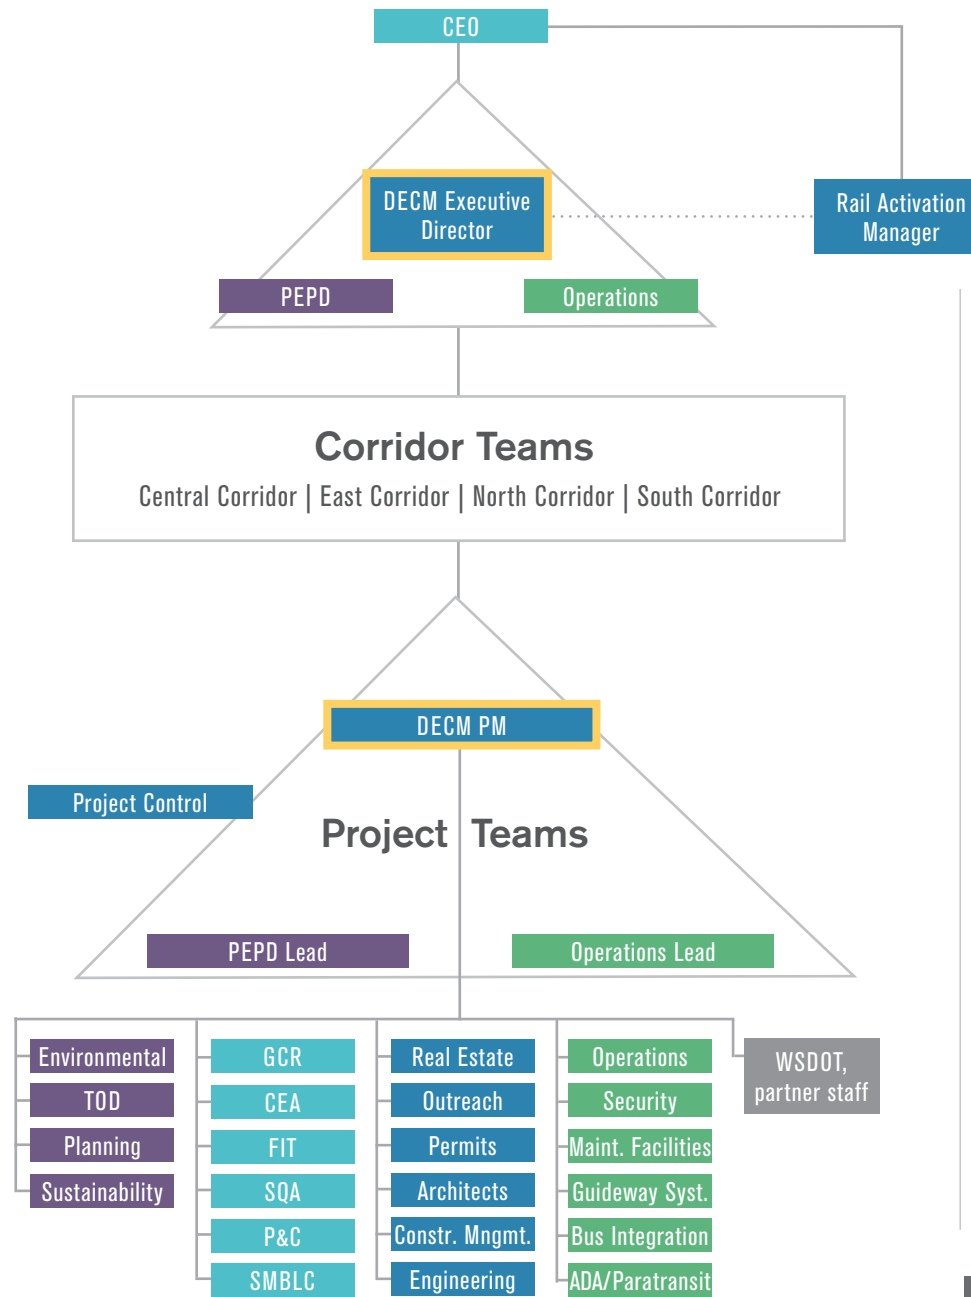 CEO
DECM Executive
Director
Rail Activation
Manager
PEPD
Operations
Corridor Teams
Central Corridor | East Corridor | North Corridor | South Corridor
DECM PM
Project Control
Project Teams
PEPD Lead
Operations Lead
Environmental
TOD
Planning
Sustainability
GCR
CEA
FIT
SQA
P&C
SMBLC
Real Estate
Outreach
Permits
Architects
Constr. Mngmt.
Engineering
Operations
Security
Maint. Facilities
Guideway Syst.
Bus Integration
ADA/Paratransit
WSDOT,
partner staff